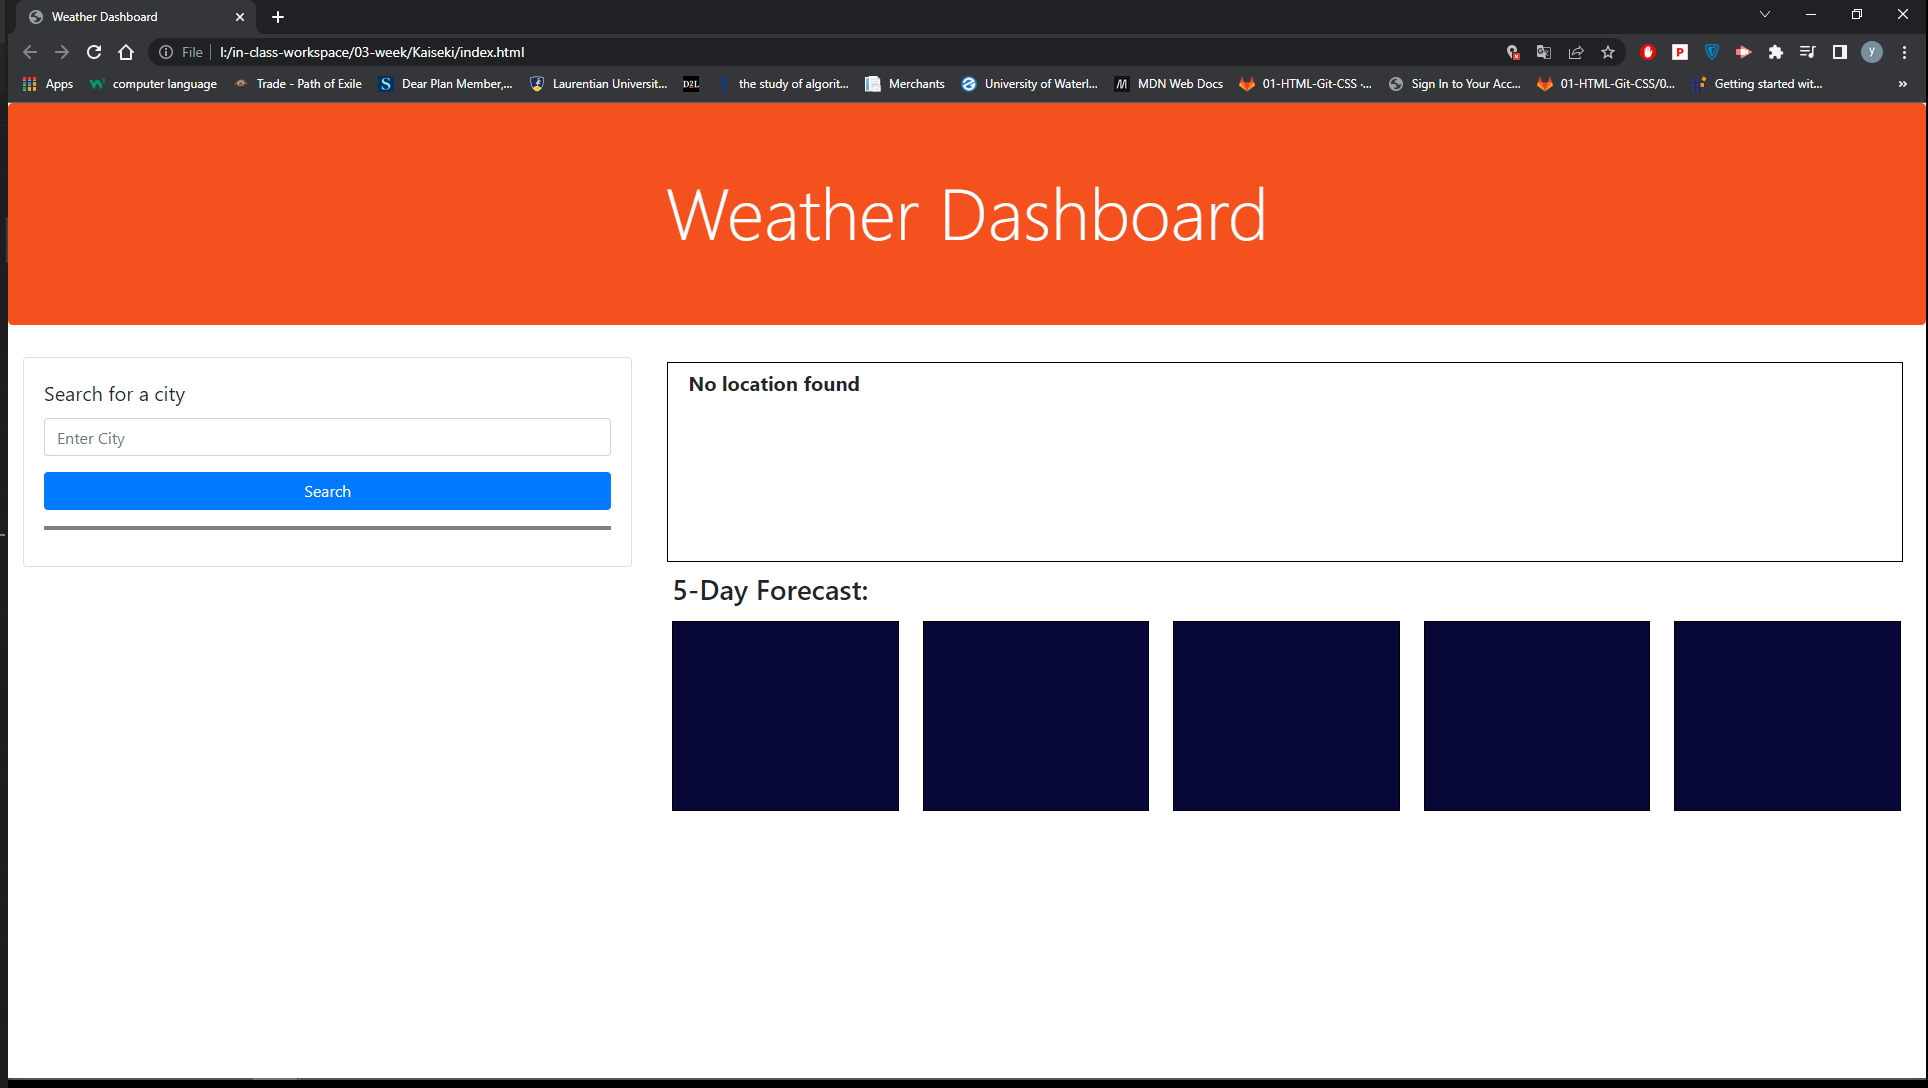 Weather Dashboard
File | I:/in-class-workspace/03-week/Kaiseki/index.html
P y
Apps computer language Trade - Path of Exile S Dear Plan Member,... Laurentian Universit... D2L the study of algorit... Merchants University of Waterl... M MDN Web Docs 01-HTML-Git-CSS ·... Sign In to Your Acc... 01-HTML-Git-CSS/0... Getting started wit... »
Weather Dashboard
Search for a city
Enter City
Search
No location found
5-Day Forecast: